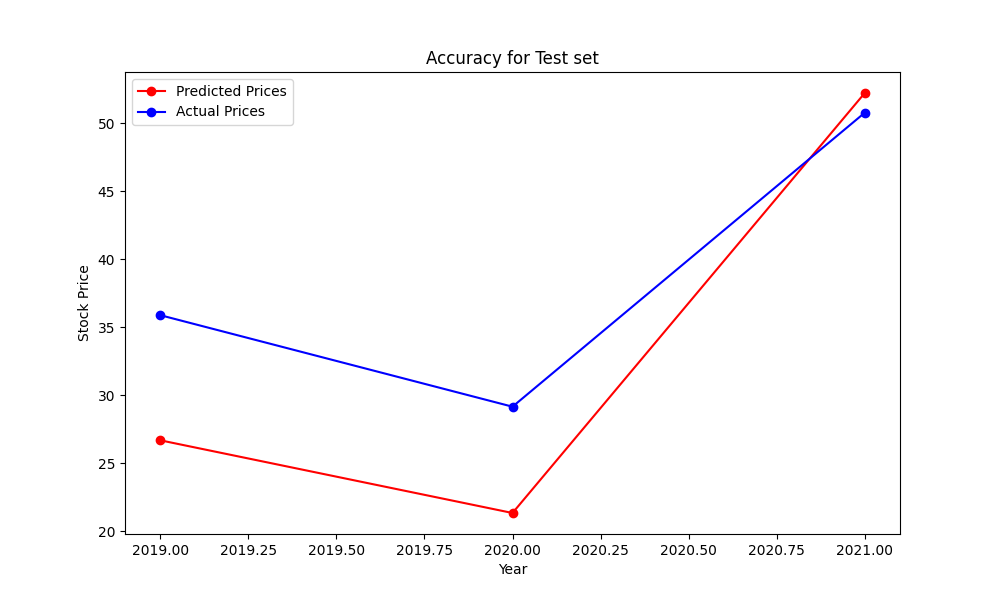 Accuracy for Test set
Predicted Prices
Actual Prices
50
45
40
35
30
25
20
Stock Price
2019.00 2019.25 2019.50 2019.75 2020.00 2020.25 2020.50 2020.75 2021.00
Year